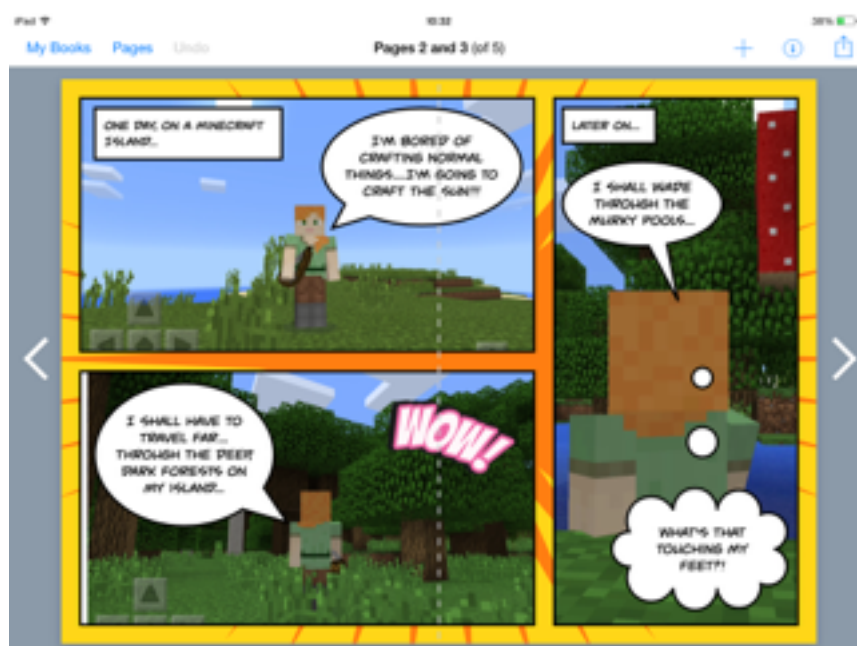 iPad
10:32
38%
My Books
Pages
Undo
Pages 2 and 3 (of 5)
ONE DAY, ON A MINECRAFT
ISLAND...
I'M BORED OF
CRAFTING NORMAL
THINGS....I'M GOING TO
CRAFT THE SUN!!!
I SHALL HAVE TO
TRAVEL FAR...
THROUGH THE DEEP
DARK FORESTS ON
MY ISLAND...
WOW!
LATER ON...
I SHALL WADE
THROUGH THE
MURKY POOLS...
WHAT'S THAT
TOUCHING MY
FEET?!